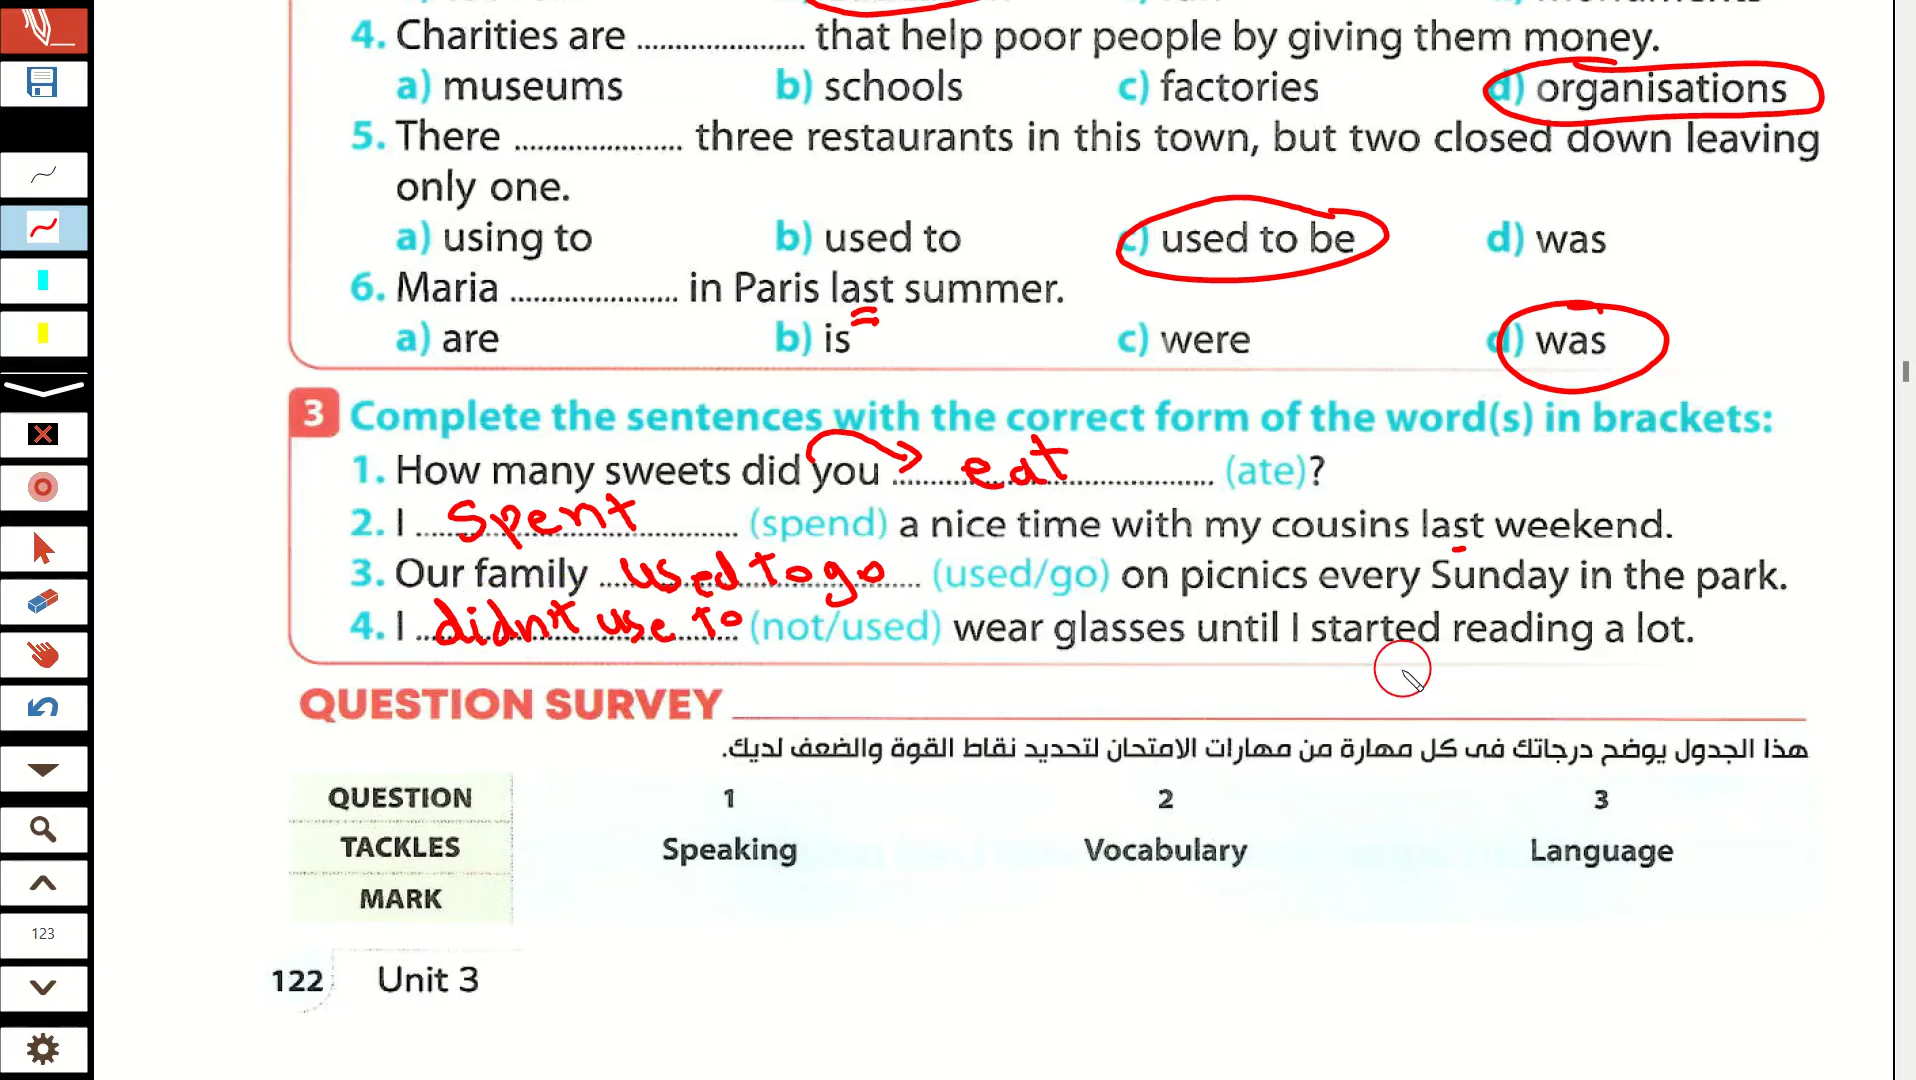 4. Charities are ...................... that help poor people by giving them money.
a) museums b) schools c) factories d) organisations
5. There ...................... three restaurants in this town, but two closed down leaving
only one.
a) using to b) used to c) used to be d) was
6. Maria ...................... in Paris last summer.
a) are b) is c) were d) was
3 Complete the sentences with the correct form of the word(s) in brackets:
1. How many sweets did you eat (ate)?
2. I spent (spend) a nice time with my cousins last weekend.
3. Our family used to go (used/go) on picnics every Sunday in the park.
4. I didn't use to (not/used) wear glasses until I started reading a lot.
QUESTION SURVEY
هذا الجدول يوضح درجاتك فى كل مهارة من مهارات الامتحان لتحديد نقاط القوة والضعف لديك.
QUESTION 1 2 3
TACKLES Speaking Vocabulary Language
MARK
123
122 Unit 3